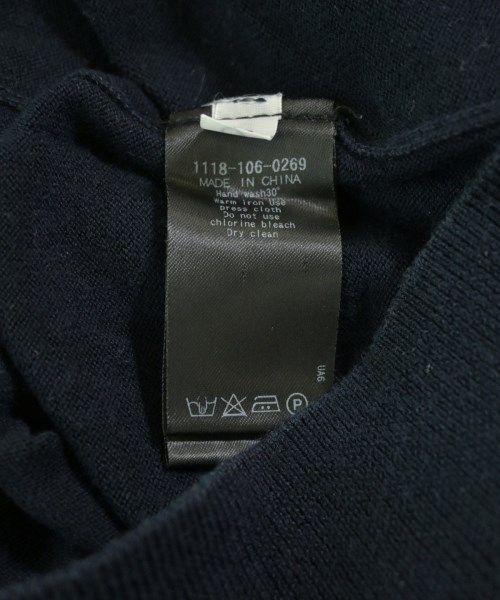 1118-106-0269
MADE IN CHINA
Hand wash30°
Warm iron Use
press cloth
Do not use
chlorine bleach
Dry clean
UA6
P